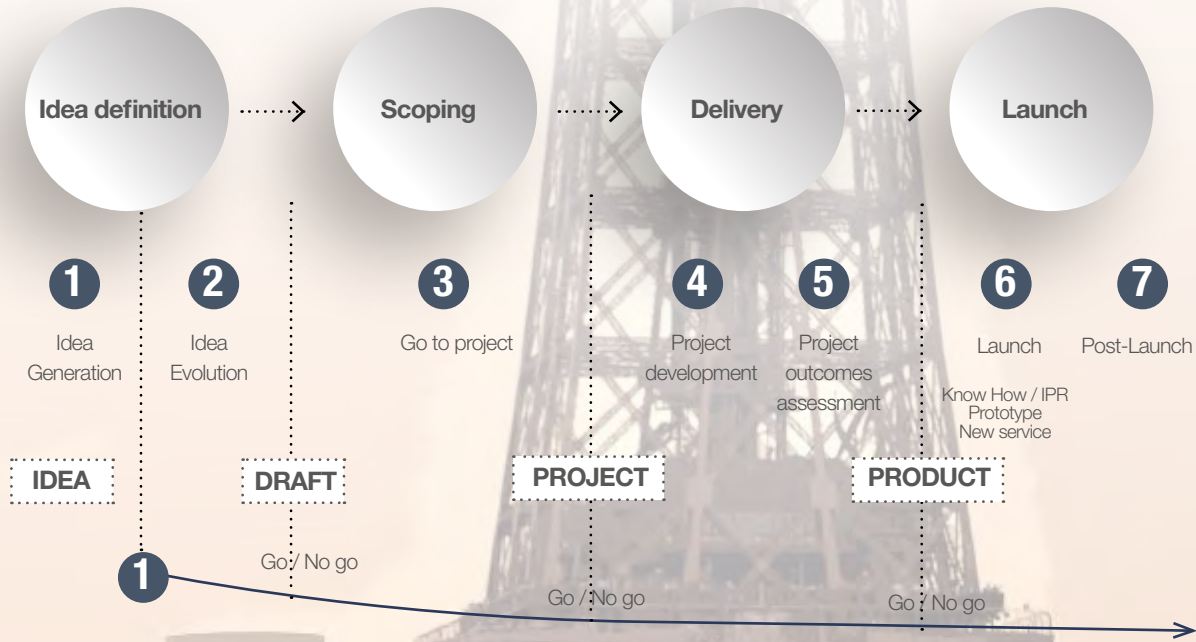 Idea definition
Scoping
Delivery
Launch
1
2
3
4
5
6
7
Idea
Generation
Idea
Evolution
Go to project
Project
development
Project
outcomes
assessment
Launch
Post-Launch
Know How / IPR
Prototype
New service
IDEA
DRAFT
PROJECT
PRODUCT
1
Go / No go
Go / No go
Go / No go